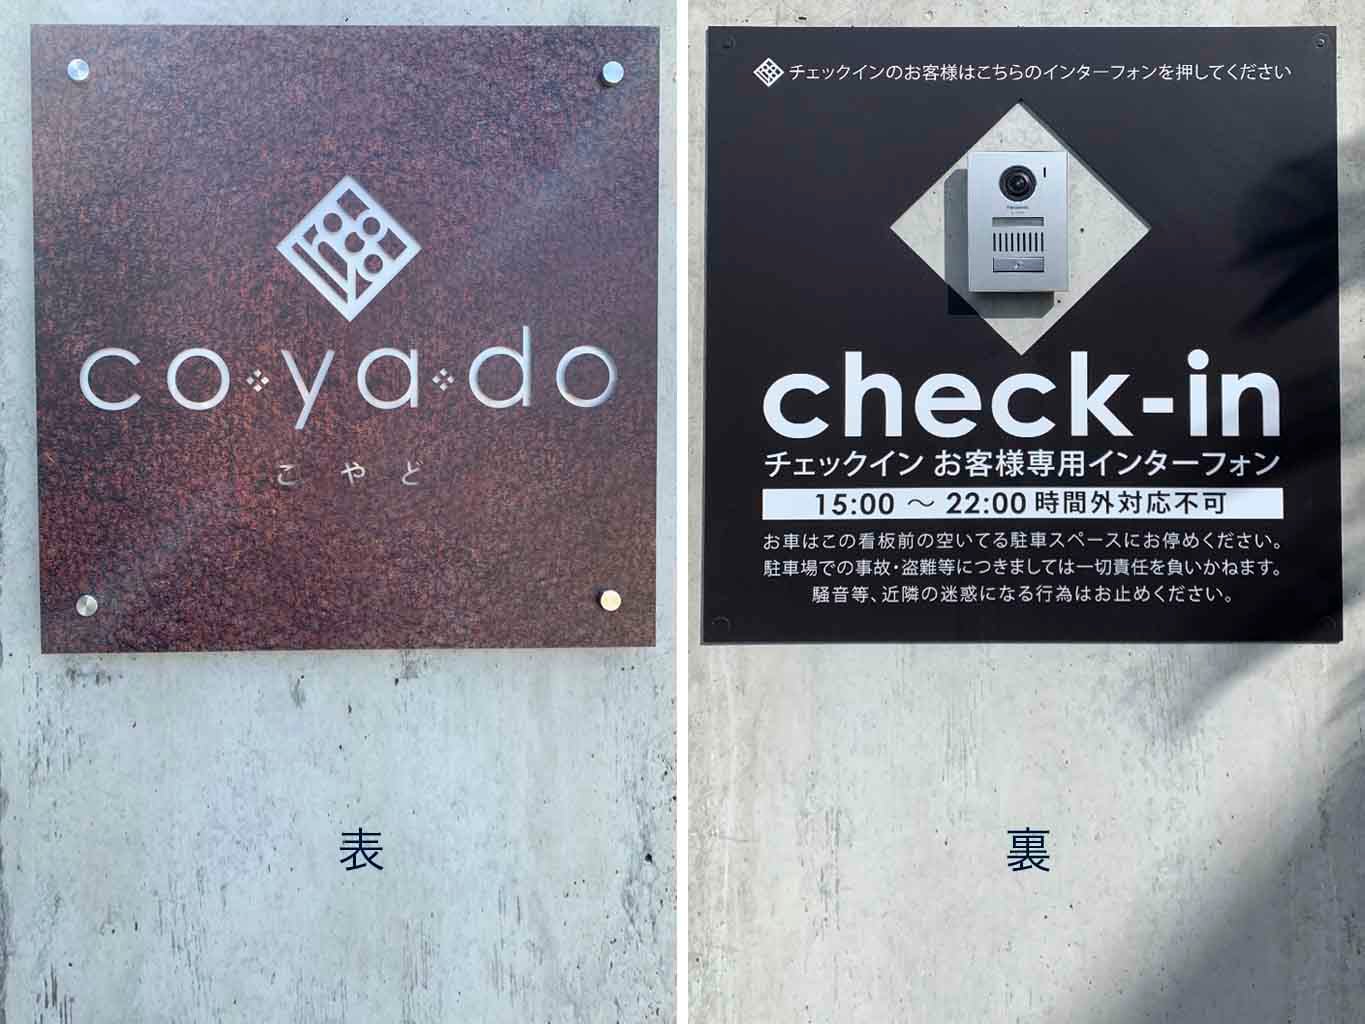 co·ya·do
こやど
表
チェックインのお客様はこちらのインターフォンを押してください
Panasonic
check-in
チェックイン お客様専用インターフォン
15:00 ～ 22:00 時間外対応不可
お車はこの看板前の空いてる駐車スペースにお停めください。
駐車場での事故・盗難等につきましては一切責任を負いかねます。
騒音等、近隣の迷惑になる行為はお止めください。
裏